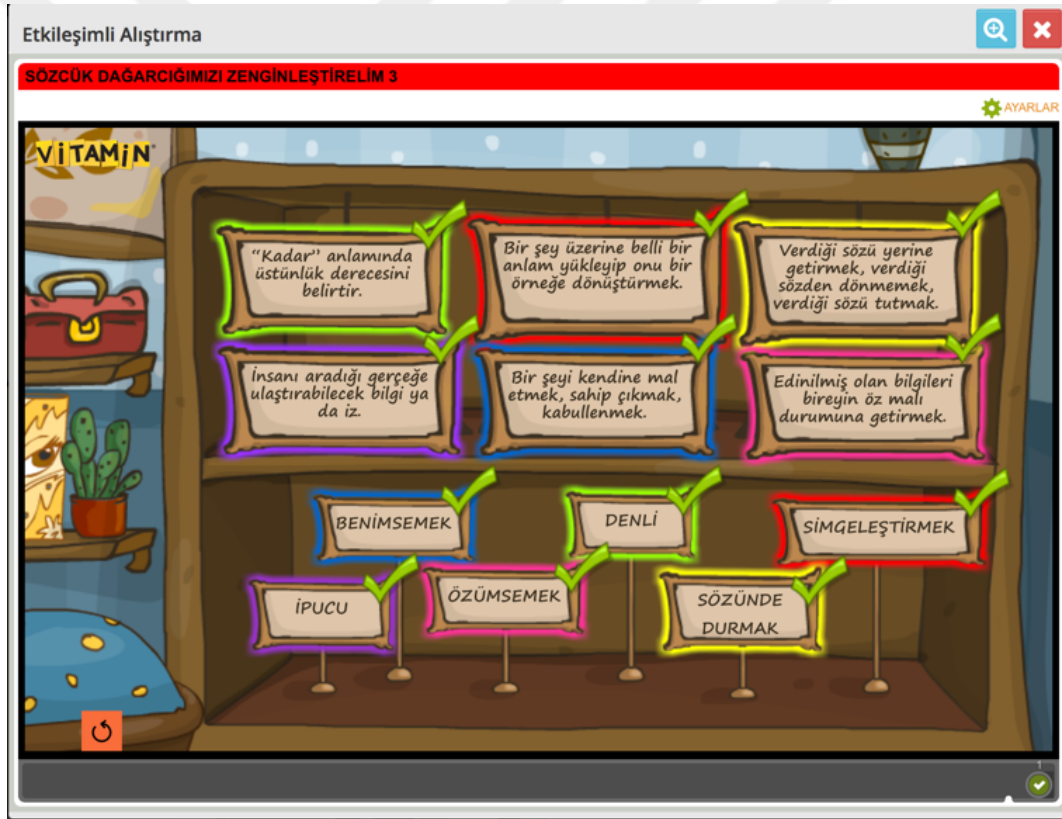 Etkileşimli Alıştırma
SÖZCÜK DAĞARCIĞIMIZI ZENGİNLEŞTİRELİM 3
AYARLAR
VİTAMİN
"Kadar" anlamında
üstünlük derecesini
belirtir.
Bir şey üzerine belli bir
anlam yükleyip onu bir
örneğe dönüştürmek.
Verdiği sözü yerine
getirmek, verdiği
sözden dönmemek,
verdiği sözü tutmak.
İnsanı aradığı gerçeğe
ulaştırabilecek bilgi ya
da iz.
Bir şeyi kendine mal
etmek, sahip çıkmak,
kabullenmek.
Edinilmiş olan bilgileri
bireyin öz malı
durumuna getirmek.
BENİMSEMEK
DENLİ
SİMGELEŞTİRMEK
İPUCU
ÖZÜMSEMEK
SÖZÜNDE
DURMAK
1